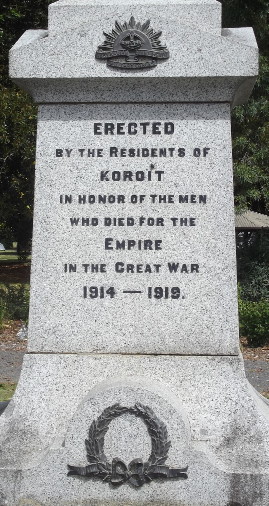 ERECTED
BY THE RESIDENTS OF
KOROIT
IN HONOR OF THE MEN
WHO DIED FOR THE
EMPIRE
IN THE GREAT WAR
1914 — 1919.